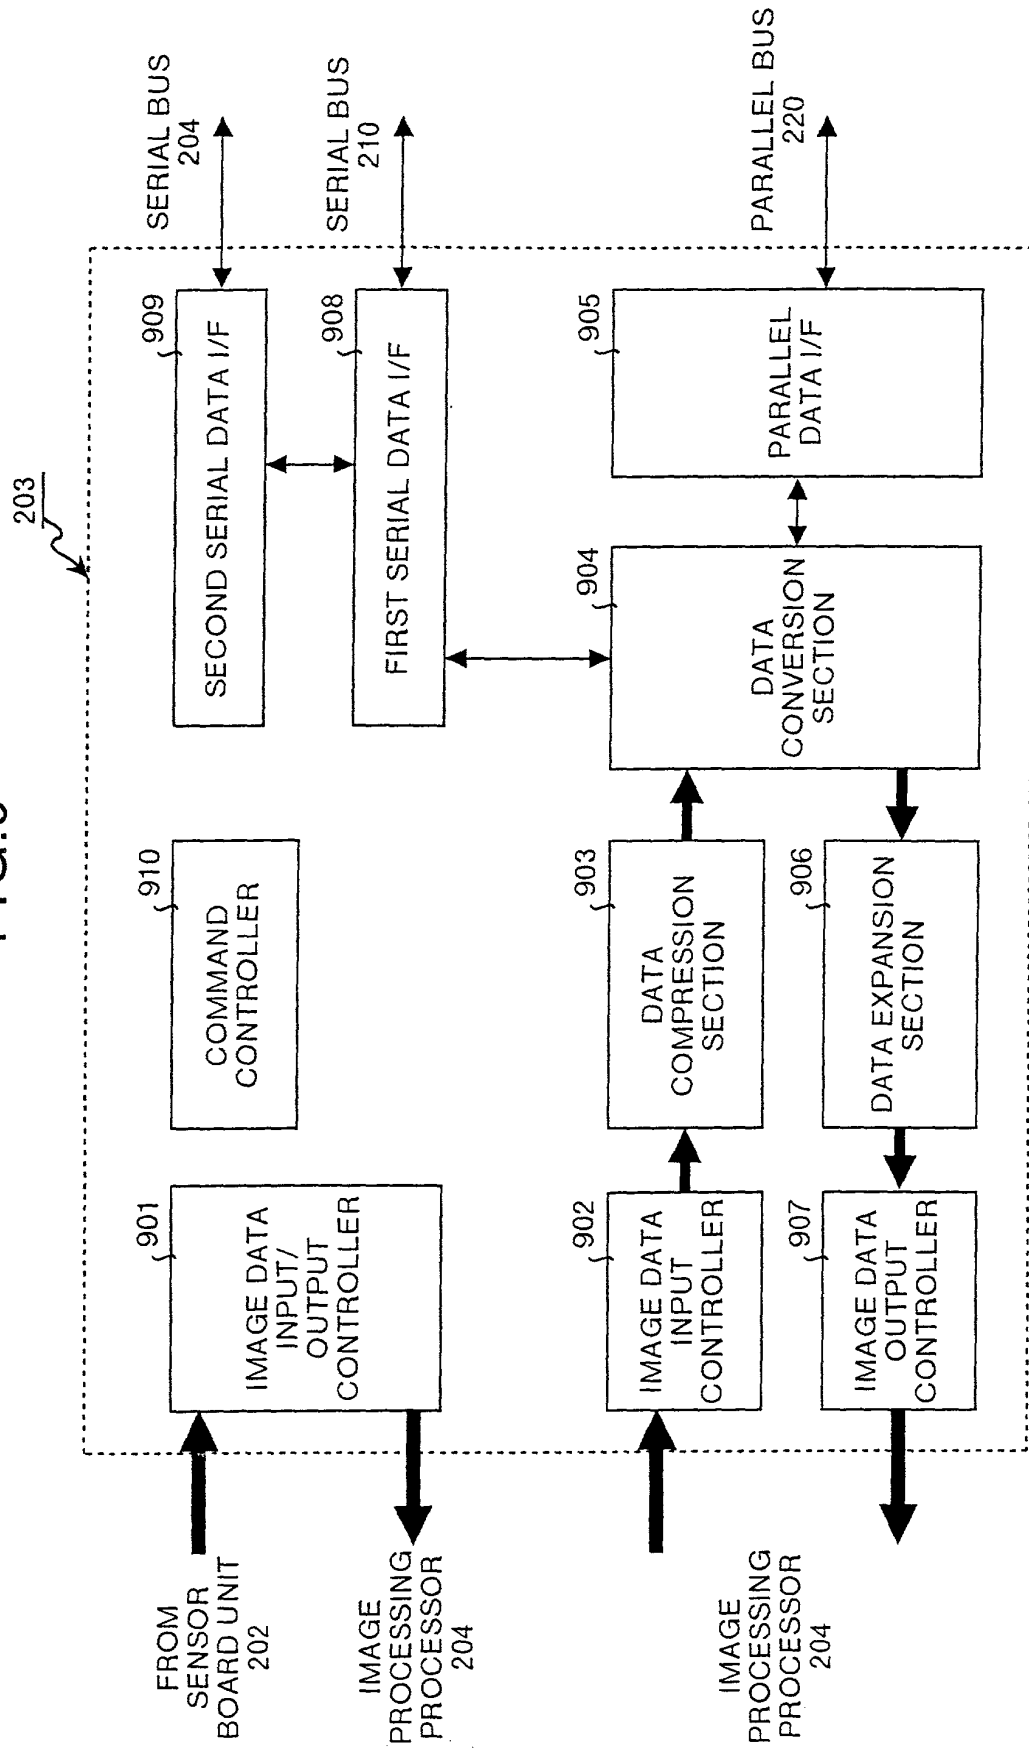 203
FROM
SENSOR
BOARD UNIT
202
901
IMAGE DATA
INPUT/
OUTPUT
CONTROLLER
IMAGE
PROCESSING
PROCESSOR
204
910
COMMAND
CONTROLLER
909
SECOND SERIAL DATA I/F
SERIAL BUS
204
908
FIRST SERIAL DATA I/F
SERIAL BUS
210
IMAGE
PROCESSING
PROCESSOR
204
902
IMAGE DATA
INPUT
CONTROLLER
903
DATA
COMPRESSION
SECTION
904
DATA
CONVERSION
SECTION
905
PARALLEL
DATA I/F
PARALLEL BUS
220
907
IMAGE DATA
OUTPUT
CONTROLLER
906
DATA EXPANSION
SECTION